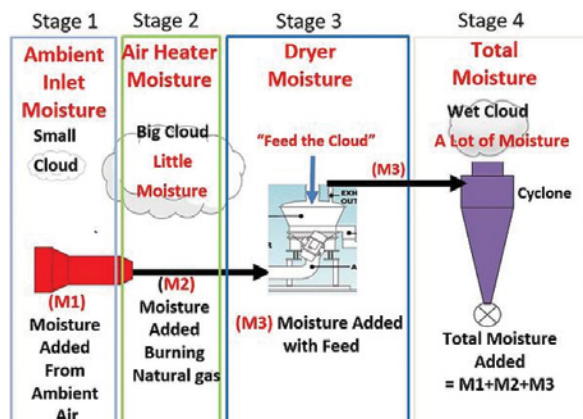 Stage 1
Ambient
Inlet
Moisture
Small
Cloud
(M1)
Moisture
Added
From
Ambient
Air
Stage 2
Air Heater
Moisture
Big Cloud
Little
Moisture
(M2)
Moisture
Added
Burning
Natural gas
Stage 3
Dryer
Moisture
“Feed the Cloud”
EXH
OUT
R
A
(M3) Moisture Added
with Feed
(M3)
Stage 4
Total
Moisture
Wet Cloud
A Lot of Moisture
Cyclone
Total Moisture
Added
= M1+M2+M3